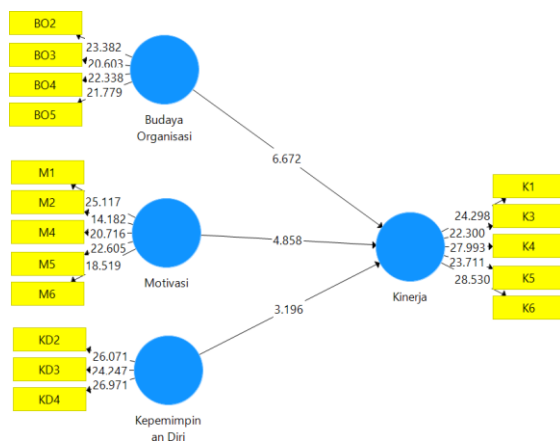 BO2
BO3
BO4
BO5
23.382
20.603
22.338
21.779
Budaya
Organisasi
6.672
M1
M2
M4
M5
M6
25.117
14.182
20.716
22.605
18.519
Motivasi
4.858
KD2
KD3
KD4
26.071
24.247
26.971
Kepemimpin
an Diri
3.196
Kinerja
24.298
22.300
27.993
23.711
28.530
K1
K3
K4
K5
K6